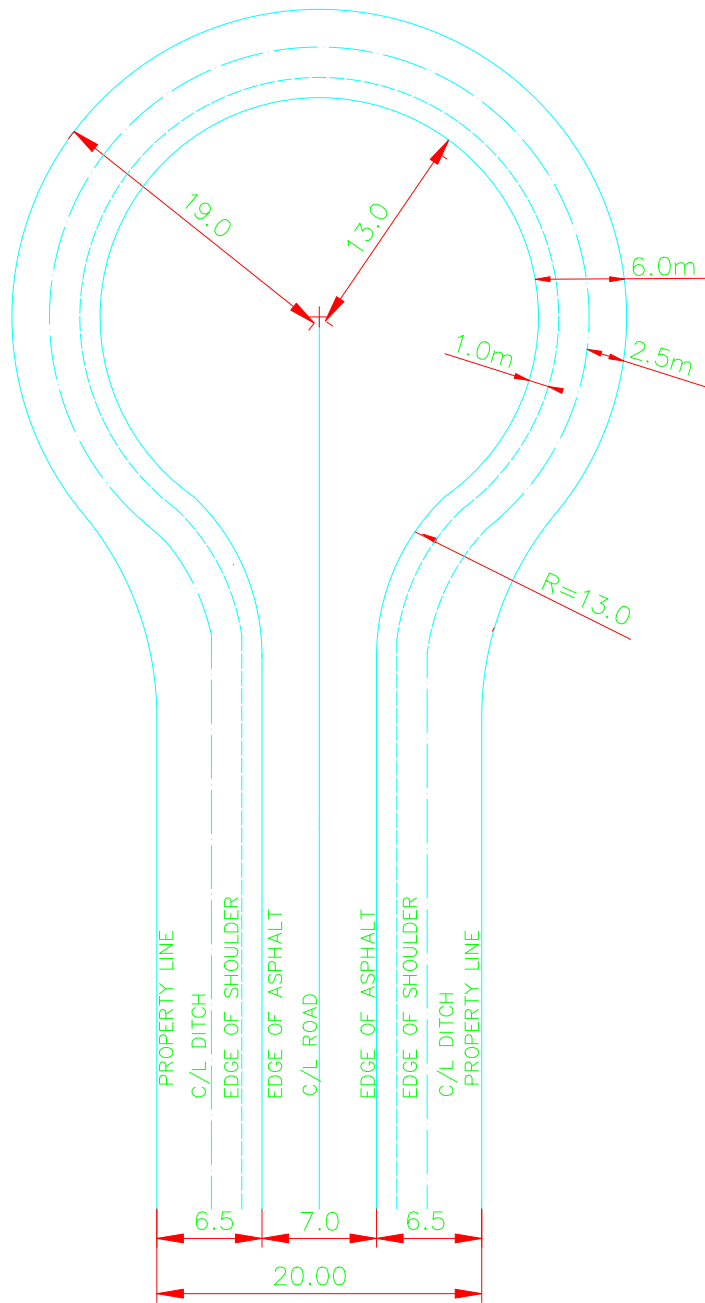 19.0
13.0
6.0m
1.0m
2.5m
R=13.0
PROPERTY LINE
C/L DITCH
EDGE OF SHOULDER
EDGE OF ASPHALT
C/L ROAD
EDGE OF ASPHALT
EDGE OF SHOULDER
C/L DITCH
PROPERTY LINE
6.5
7.0
6.5
20.00